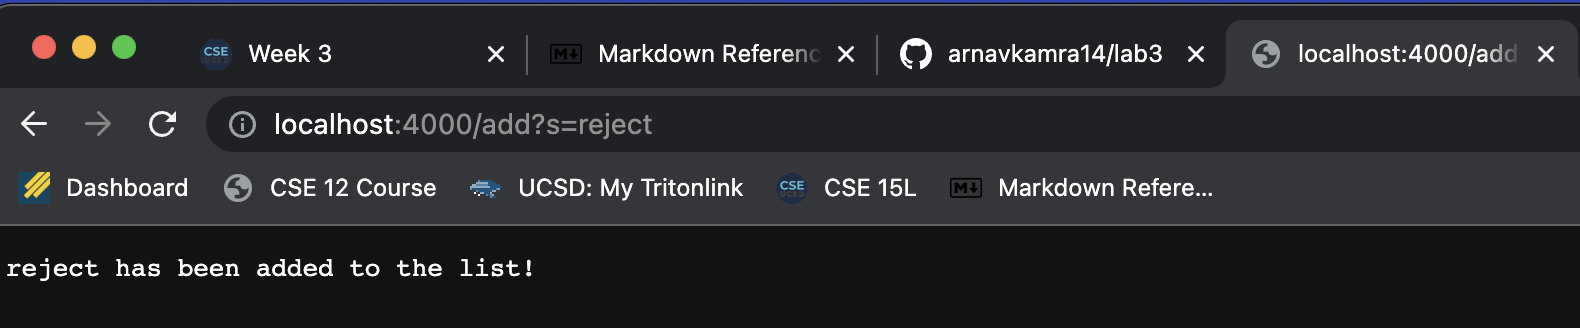 CSE Week 3 Markdown Referenc arnavkamra14/lab3 localhost:4000/add
localhost:4000/add?s=reject
Dashboard CSE 12 Course UCSD: My Tritonlink CSE CSE 15L Markdown Refere...
reject has been added to the list!